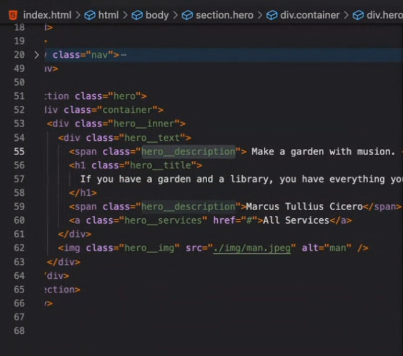 index.html > html > body > section.hero > div.container > div.hero
18
19
20 > class="nav">⋯
49 v>
50
51 ction class="hero">
52 div class="container">
53 <div class="hero__inner">
54 <div class="hero__text">
55 <span class="hero__description"> Make a garden with musion.
56 <h1 class="hero__title">
57 If you have a garden and a library, you have everything yo
58 </h1>
59 <span class="hero__description">Marcus Tullius Cicero</span>
60 <a class="hero__services" href="#">All Services</a>
61 </div>
62 <img class="hero__img" src="./img/man.jpeg" alt="man" />
63 </div>
64 /div>
65 ection>
66 >
67
68